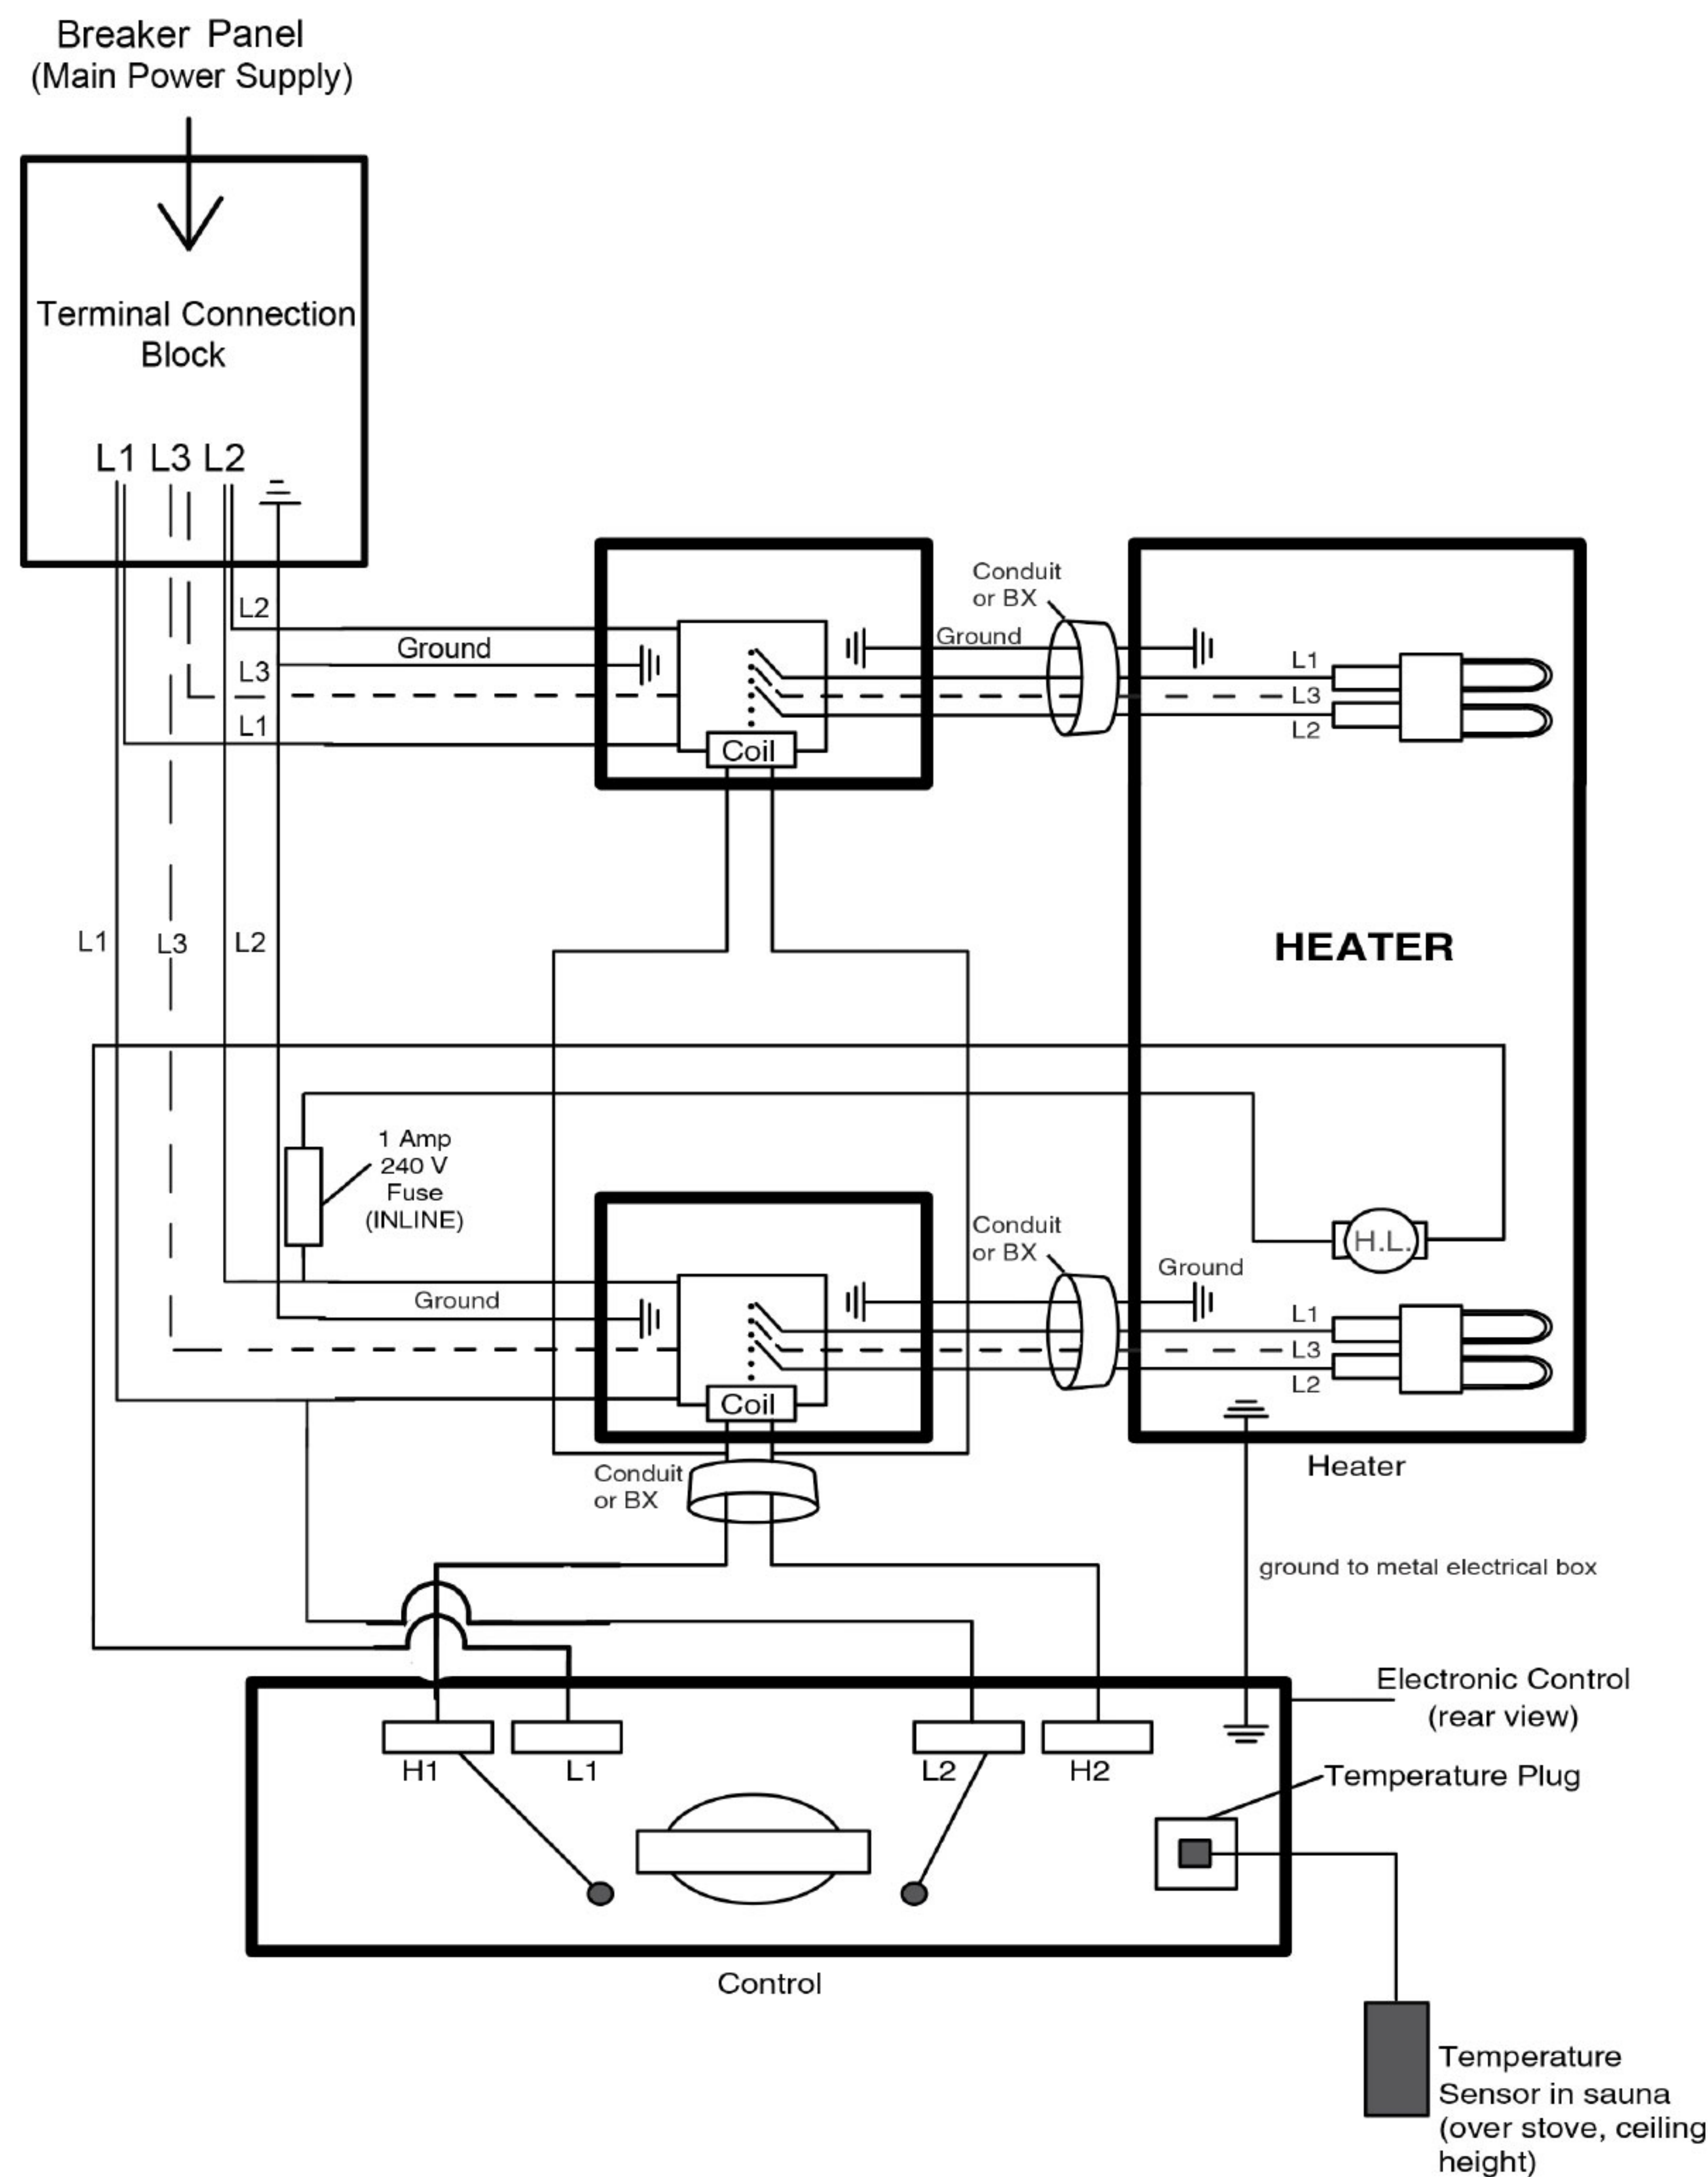 Breaker Panel
(Main Power Supply)
Terminal Connection
Block
L1 L3 L2
L2
Ground
L3
L1
Coil
Conduit
or BX
Ground
L1
L3
L2
L1
L3
L2
HEATER
1 Amp
240 V
Fuse
(INLINE)
Ground
Coil
Conduit
or BX
Ground
H.L.
L1
L3
L2
Heater
Conduit
or BX
ground to metal electrical box
Electronic Control
(rear view)
H1
L1
L2
H2
Temperature Plug
Control
Temperature
Sensor in sauna
(over stove, ceiling
height)